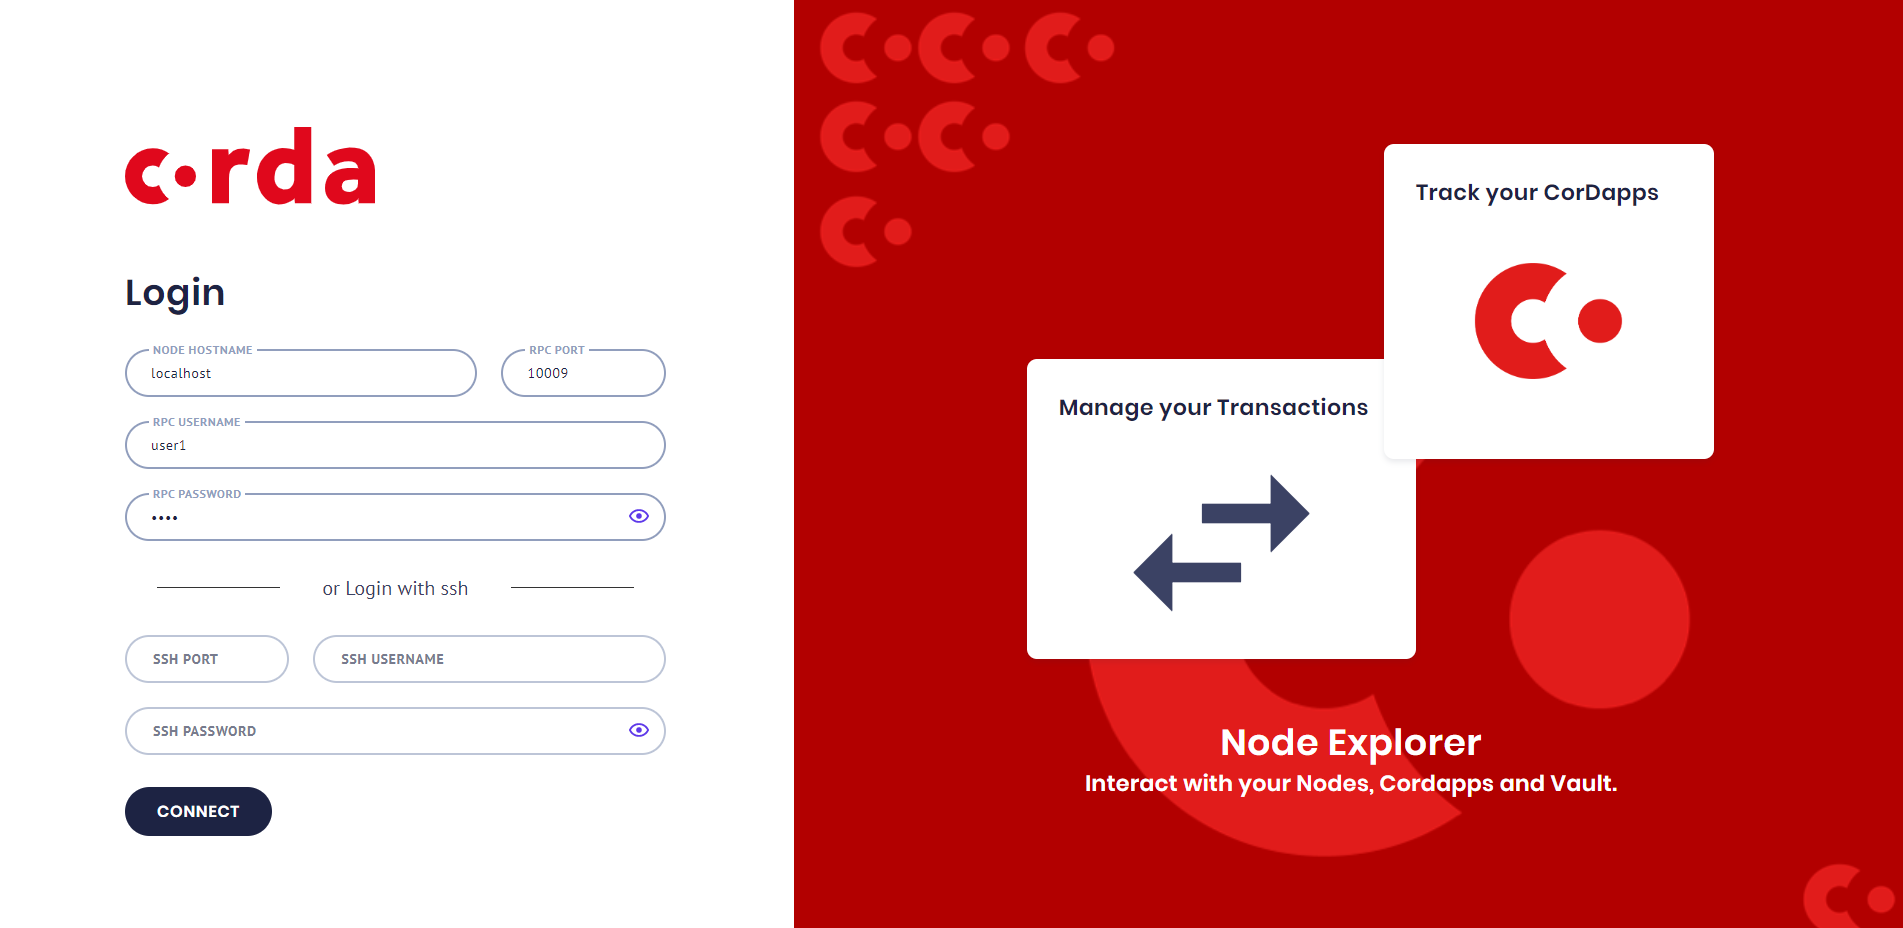 corda
Login
NODE HOSTNAME
localhost
RPC PORT
10009
RPC USERNAME
user1
RPC PASSWORD
••••
or Login with ssh
SSH PORT
SSH USERNAME
SSH PASSWORD
CONNECT
Track your CorDapps
Manage your Transactions
Node Explorer
Interact with your Nodes, Cordapps and Vault.